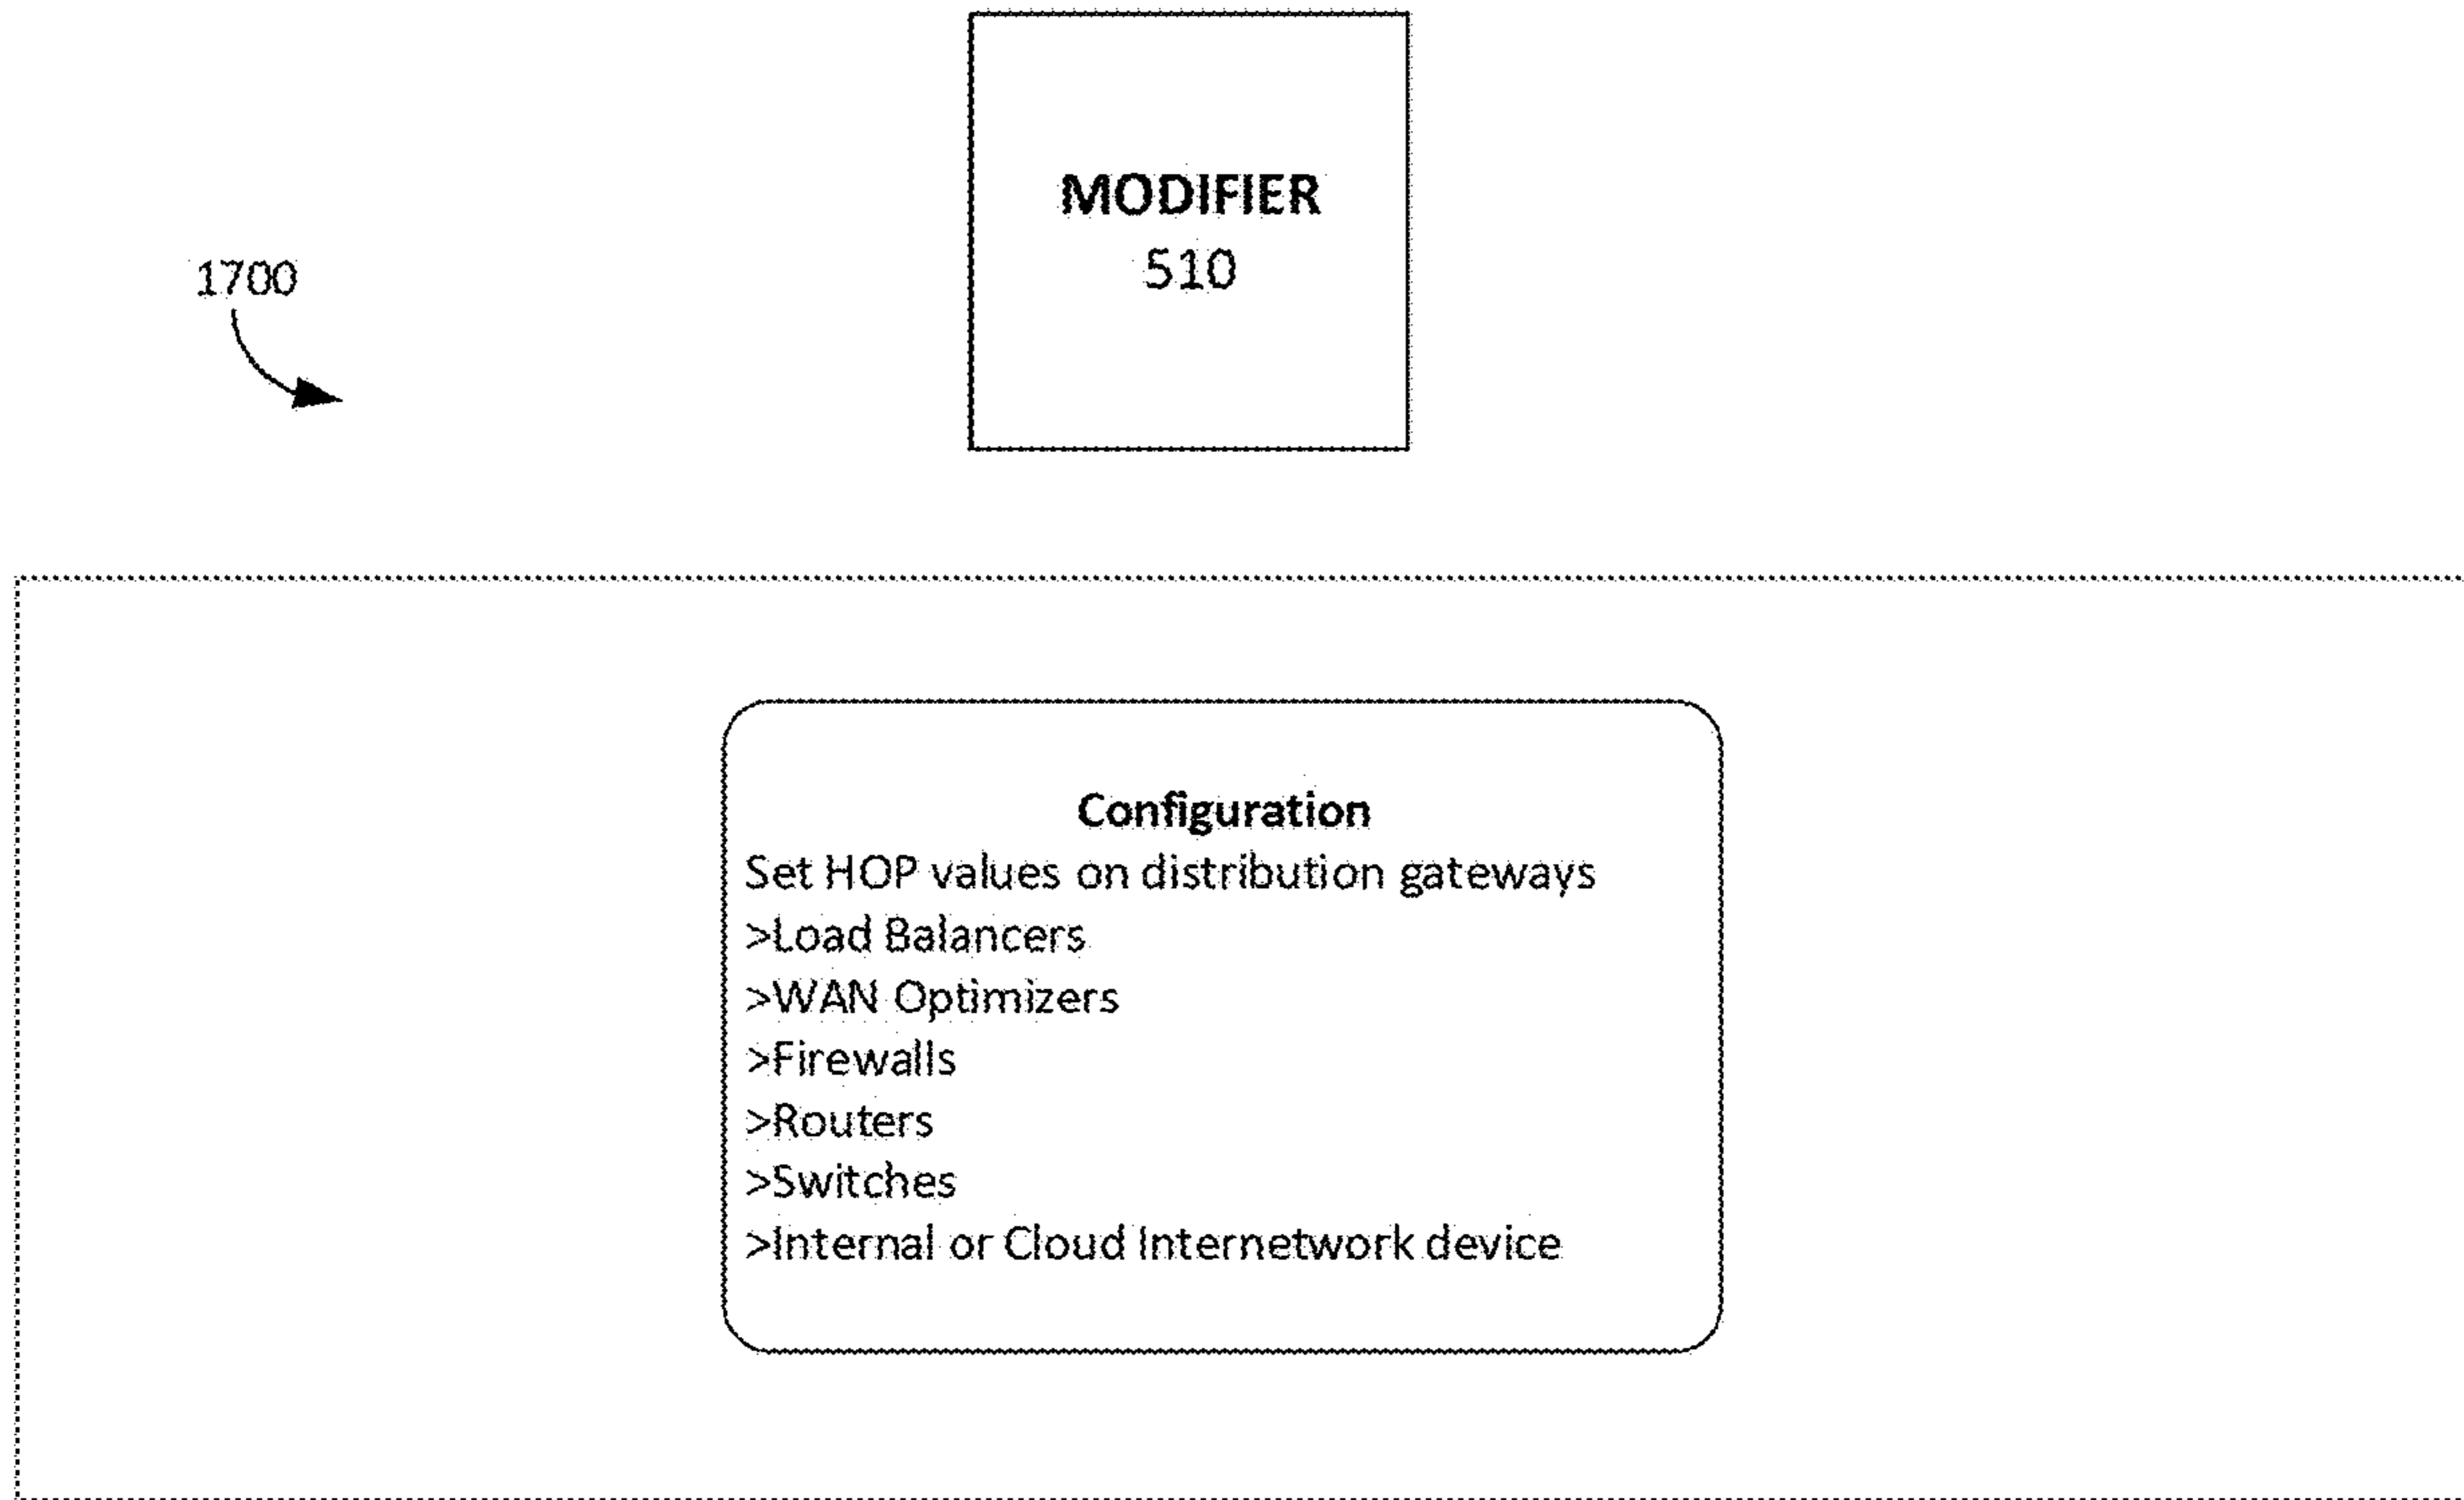 MODIFIER
510
1700
Configuration
Set HOP values on distribution gateways
>Load Balancers
>WAN Optimizers
>Firewalls
>Routers
>Switches
>Internal or Cloud Internetwork device